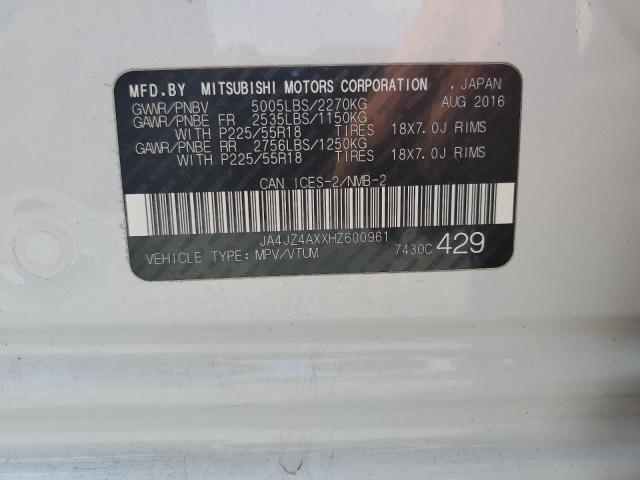 MFD.BY MITSUBISHI MOTORS CORPORATION , JAPAN
GVWR/PNBV 5005LBS/2270KG AUG 2016
GAWR/PNBE FR 2535LBS/1150KG
WITH P225/55R18 TIRES 18X7.0J RIMS
GAWR/PNBE RR 2756LBS/1250KG
WITH P225/55R18 TIRES 18X7.0J RIMS
CAN ICES-2/NMB-2
JA4JZ4AXXHZ600961
VEHICLE TYPE:MPV/VTUM 7430C 429